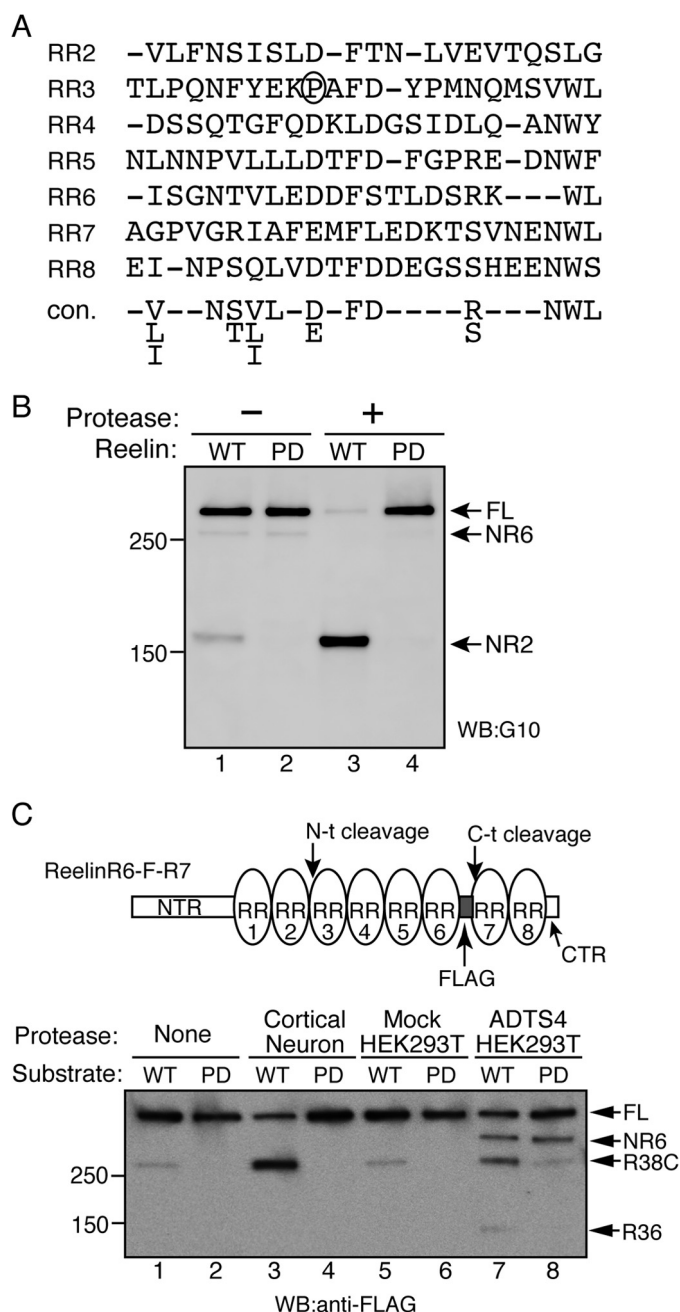 A
RR2 -VLFNSISLD-FTN-LVEVTQSLG
RR3 TLPQNFYEKPAFD-YPMNQMSVWL
RR4 -DSSQTGFQDKLDGSIDLQ-ANWY
RR5 NLNNPVLLLDTFD-FGPRE-DNWF
RR6 -ISGNTVLEDDFSTLDSRK---WL
RR7 AGPVGRIAFEMFLEDKTSVNENWL
RR8 EI-NPSQLVDTFDDEGSSHEENWS
con. -V--NSVL-D-FD----R---NWL
L TL E S
I I
B
Protease: − +
Reelin: WT PD WT PD
FL
250
NR6
150
NR2
WB:G10
1 2 3 4
C
N-t cleavage C-t cleavage
ReelinR6-F-R7
NTR RR RR RR RR RR RR RR RR
1 2 3 4 5 6 7 8
CTR
FLAG
Protease: None Cortical Neuron Mock HEK293T ADTS4 HEK293T
Substrate: WT PD WT PD WT PD WT PD
FL
NR6
250
R38C
150
R36
1 2 3 4 5 6 7 8
WB:anti-FLAG